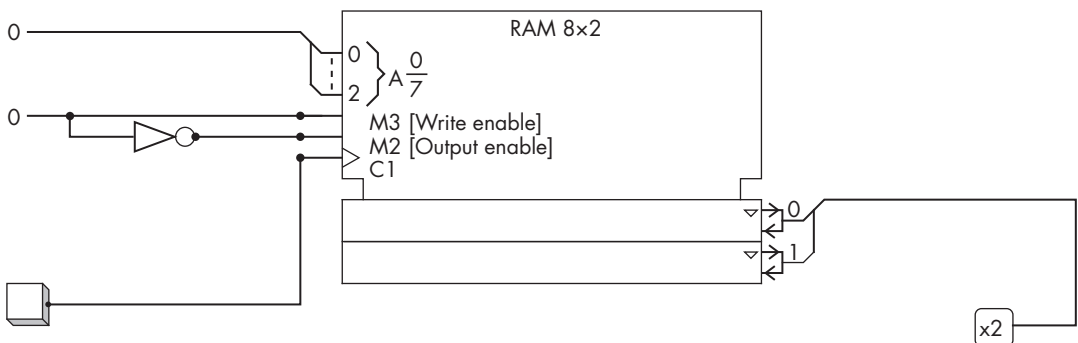 RAM 8×2
0
0
A 0/7
2
0
M3 [Write enable]
M2 [Output enable]
C1
0
1
x2